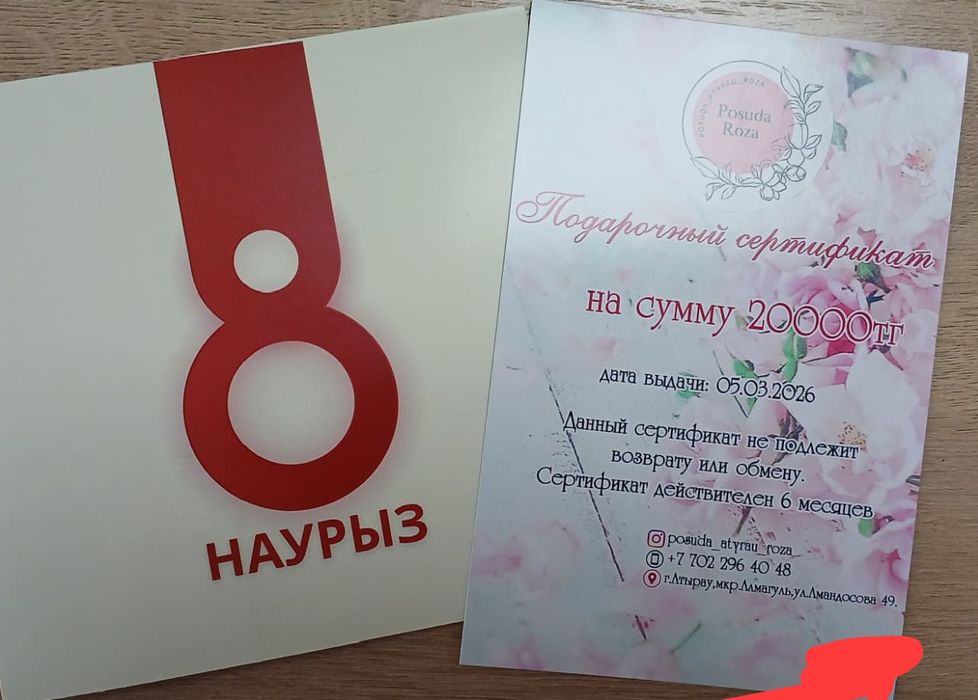 8
НАУРЫЗ
POSUDA_ATYRAU_ROZA
Posuda
Roza
Подарочный сертификат
на сумму 20000тг
дата выдачи: 05.03.2026
Данный сертификат не подлежит
возврату или обмену.
Сертификат действителен 6 месяцев
posuda_atyrau_roza
+7 702 296 40 48
г.Атырау,мкр.Алмагуль,ул.Амандосова 49.